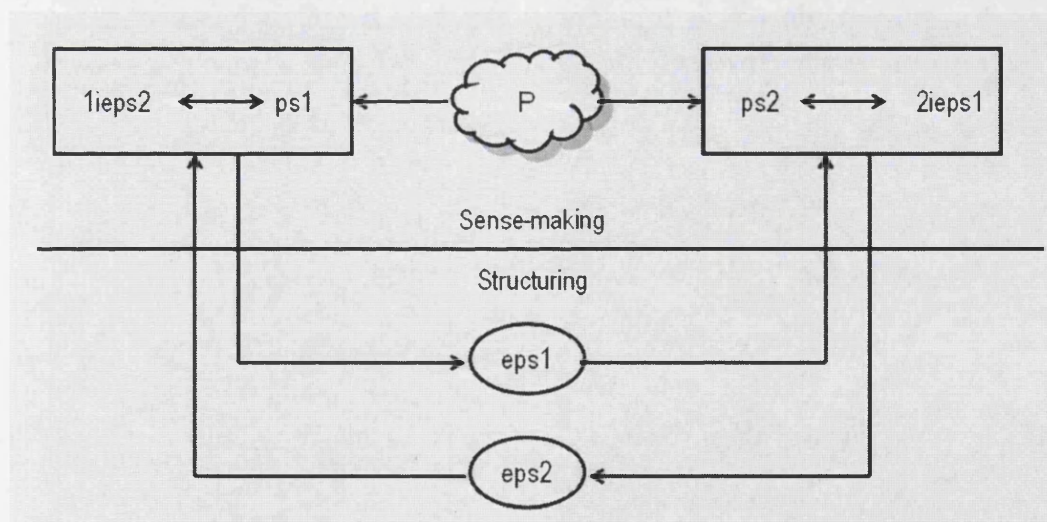 1ieps2 ps1 P ps2 2ieps1
Sense-making
Structuring
eps1
eps2